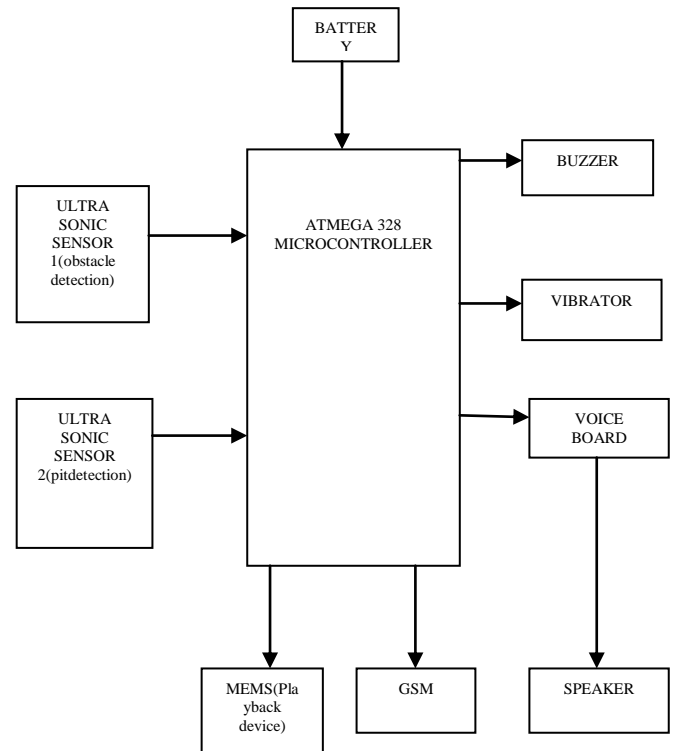 BATTER
Y
BUZZER
ULTRA
SONIC
SENSOR
1(obstacle
detection)
ATMEGA 328
MICROCONTROLLER
VIBRATOR
ULTRA
SONIC
SENSOR
2(pitdetection)
VOICE
BOARD
MEMS(Pla
yback
device)
GSM
SPEAKER